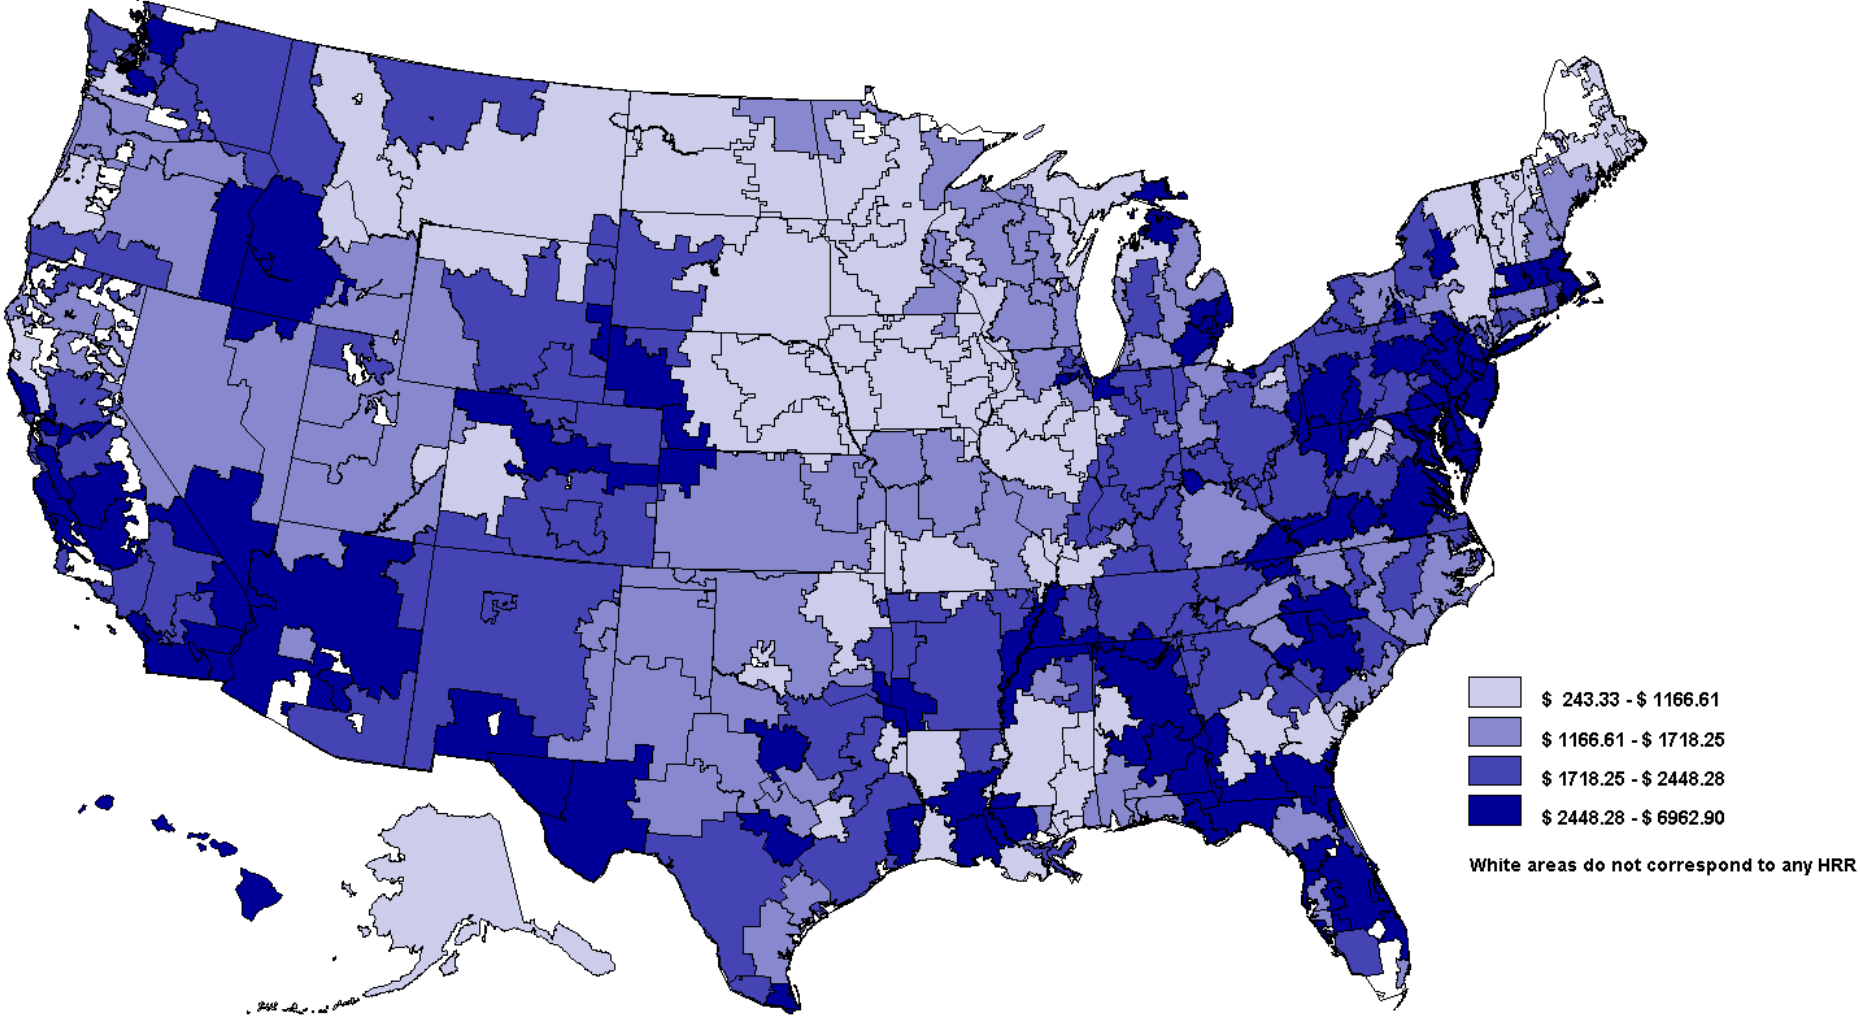 $ 243.33 - $ 1166.61
$ 1166.61 - $ 1718.25
$ 1718.25 - $ 2448.28
$ 2448.28 - $ 6962.90
White areas do not correspond to any HRR